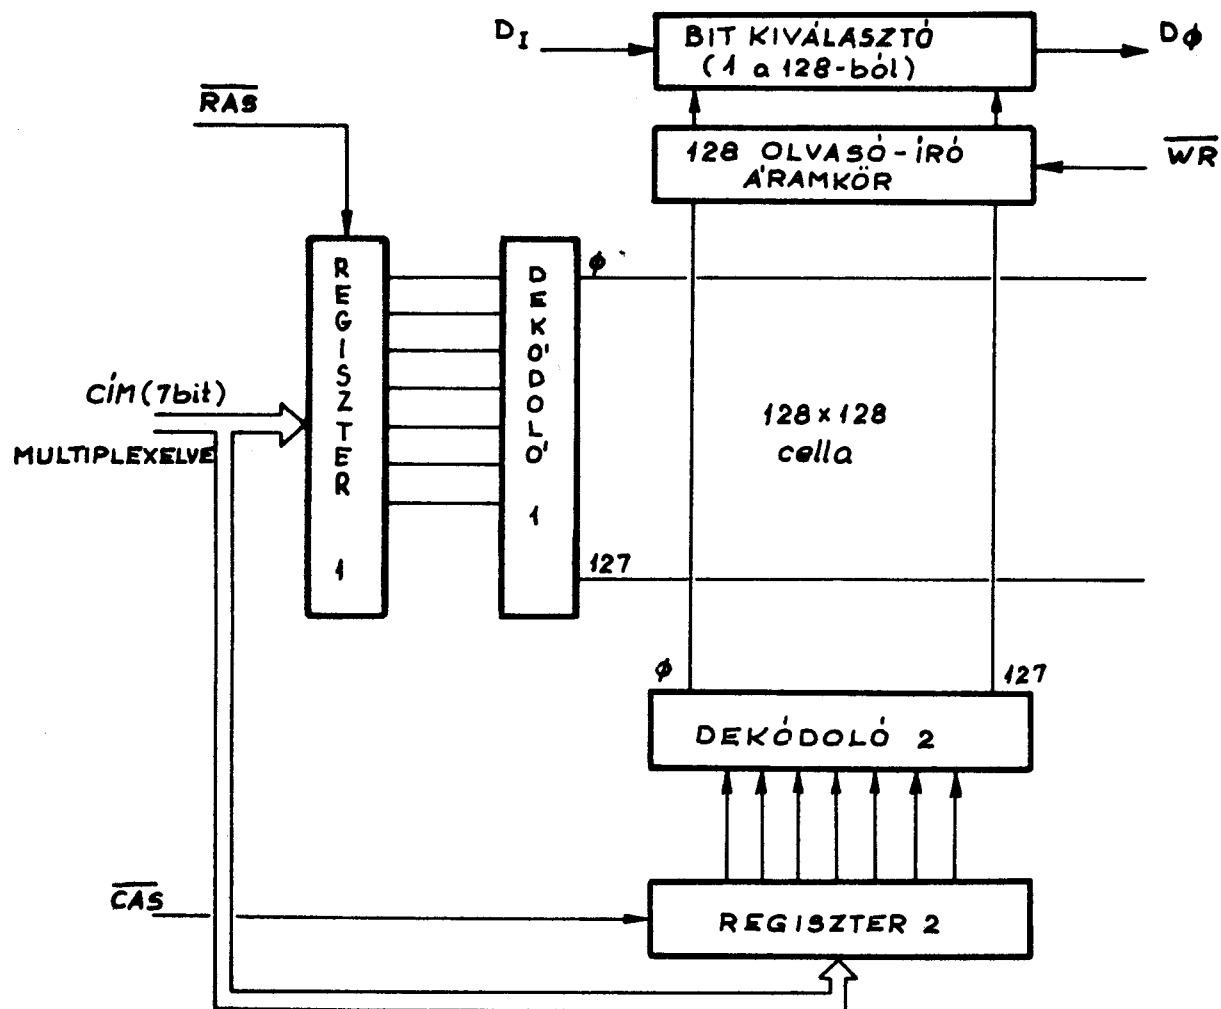 D_I
BIT KIVÁLASZTÓ
(1 a 128-ból)
Dϕ
RAS
128 OLVASÓ-ÍRÓ
ÁRAMKÖR
WR
REGISZTER 1
DEKÓDOLÓ 1
ϕ
CÍM (7bit)
MULTIPLEXELVE
128×128
cella
127
ϕ
127
DEKÓDOLÓ 2
CAS
REGISZTER 2